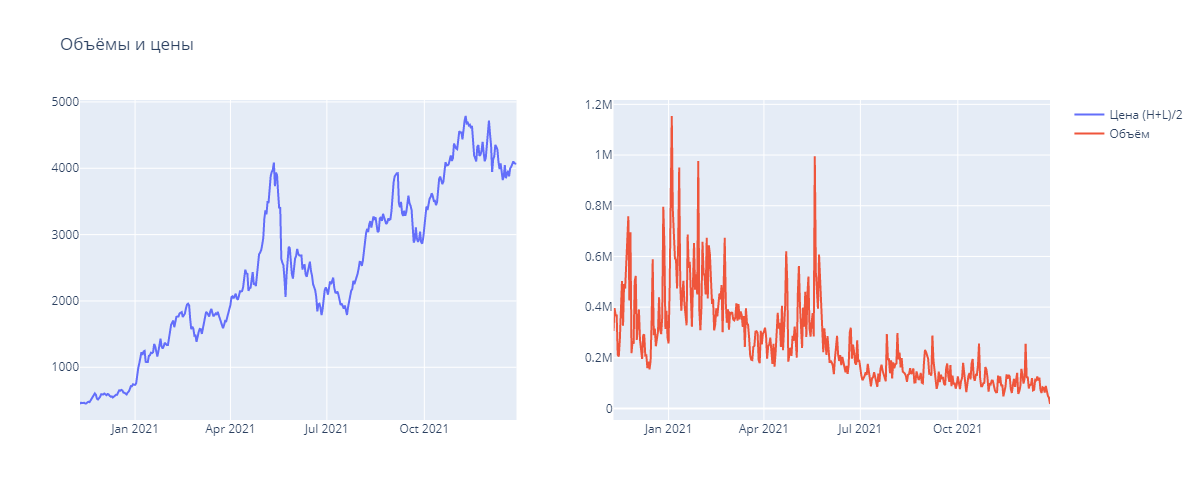 Объёмы и цены
5000
4000
3000
2000
1000
Jan 2021
Apr 2021
Jul 2021
Oct 2021
1.2M
1M
0.8M
0.6M
0.4M
0.2M
0
Jan 2021
Apr 2021
Jul 2021
Oct 2021
Цена (H+L)/2
Объём